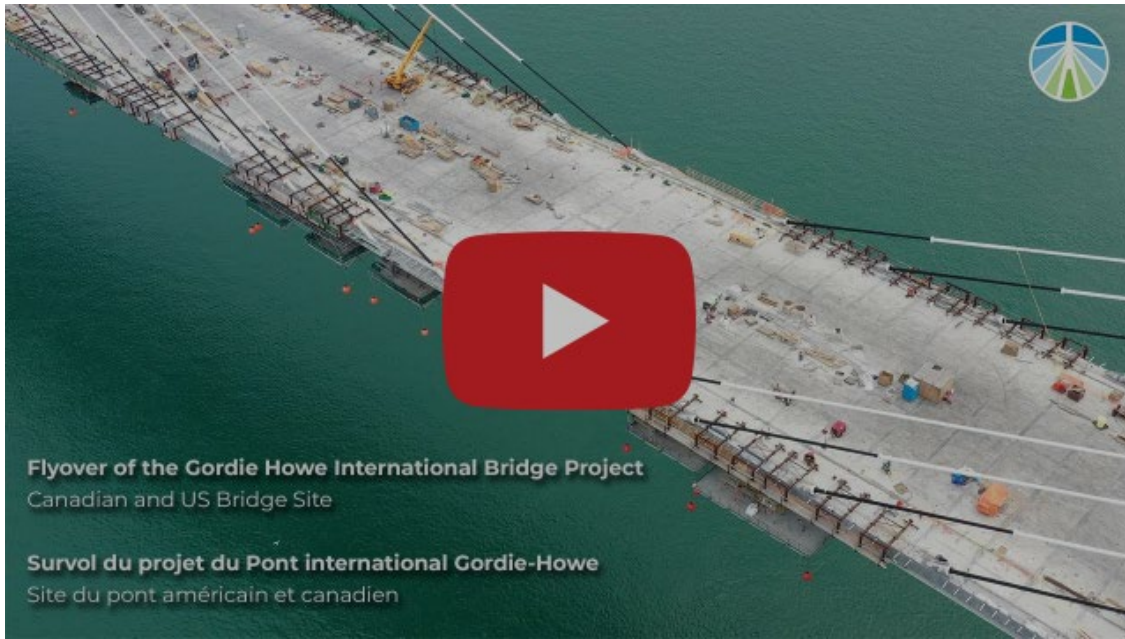 Flyover of the Gordie Howe International Bridge Project
Canadian and US Bridge Site
Survol du projet du Pont international Gordie-Howe
Site du pont américain et canadien